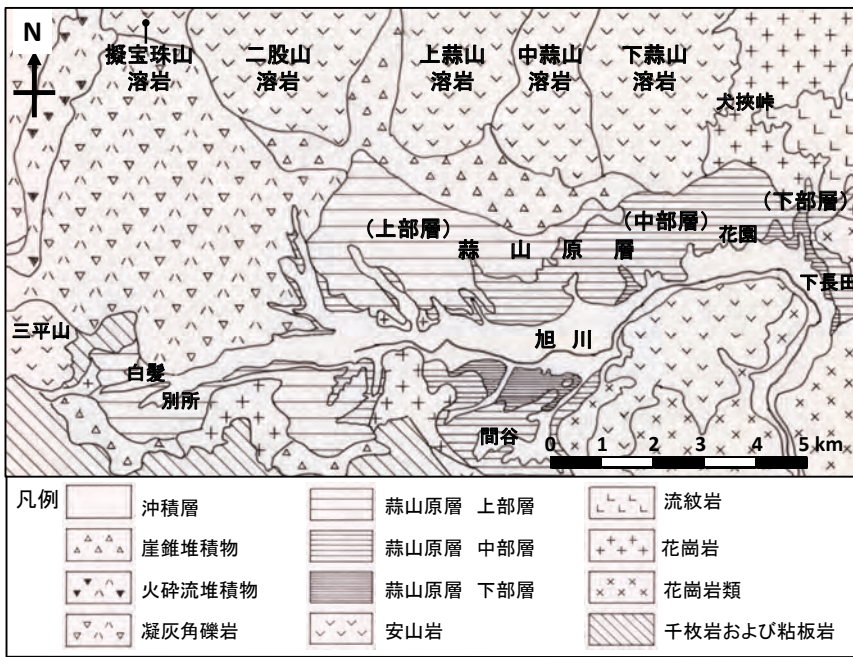 N
擬宝珠山
溶岩
二股山
溶岩
上蒜山
溶岩
中蒜山
溶岩
下蒜山
溶岩
犬挾峠
(下部層)
(中部層)
(上部層)
花園
蒜山原層
下長田
三平山
旭川
白髪
別所
間谷
0 1 2 3 4 5 km
凡例
沖積層
蒜山原層 上部層
流紋岩
崖錐堆積物
蒜山原層 中部層
花崗岩
火砕流堆積物
蒜山原層 下部層
花崗岩類
凝灰角礫岩
安山岩
千枚岩および粘板岩